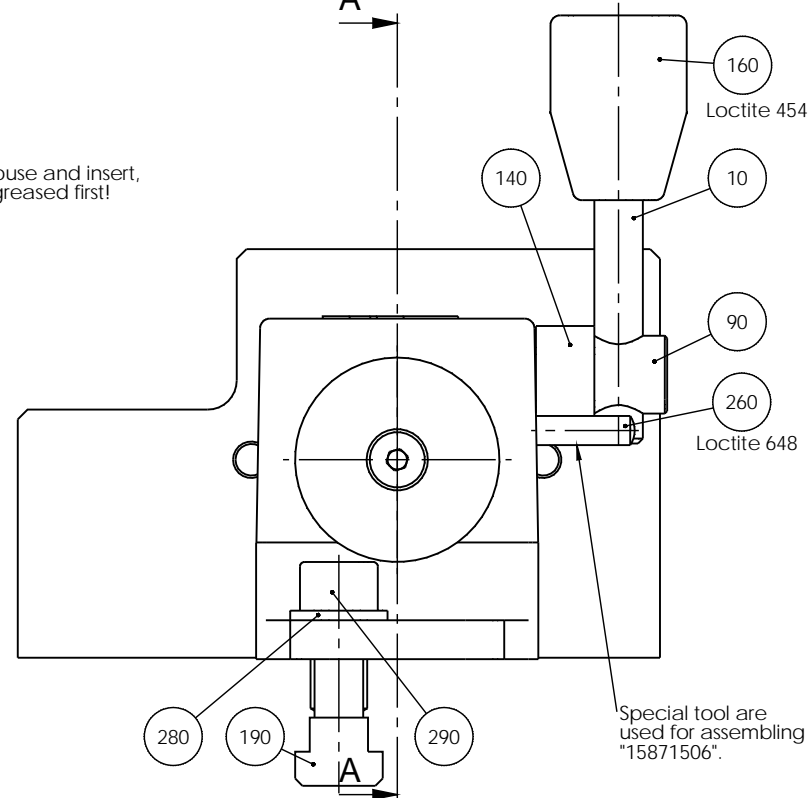 A
160
Loctite 454
and insert,
greased first!
140
10
90
260
Loctite 648
280
190
290
A
Special tool are
used for assembling
"15871506".